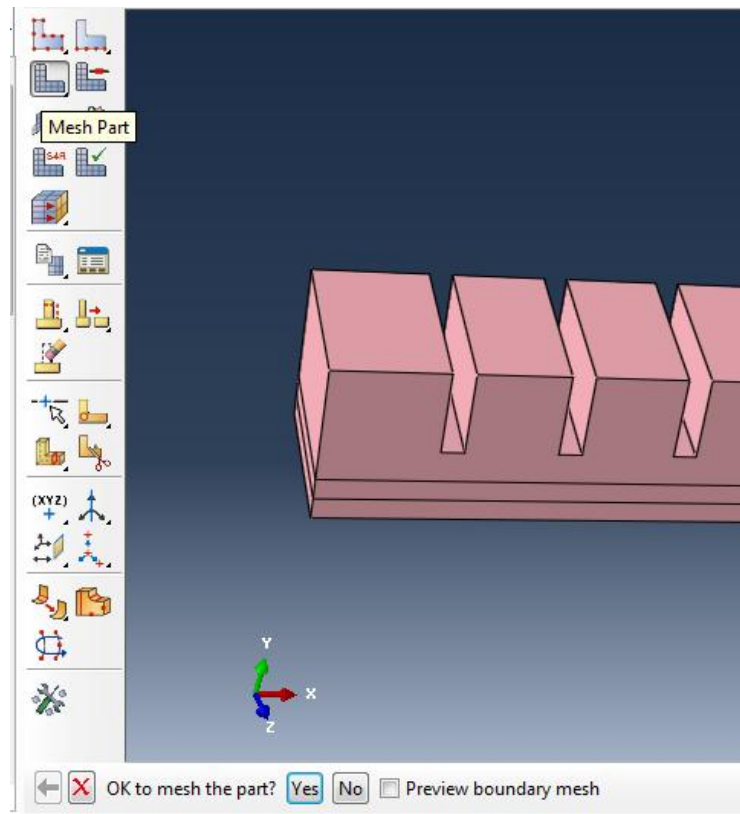 Mesh Part
S4R
(XYZ)
Y
X
Z
OK to mesh the part? Yes No Preview boundary mesh